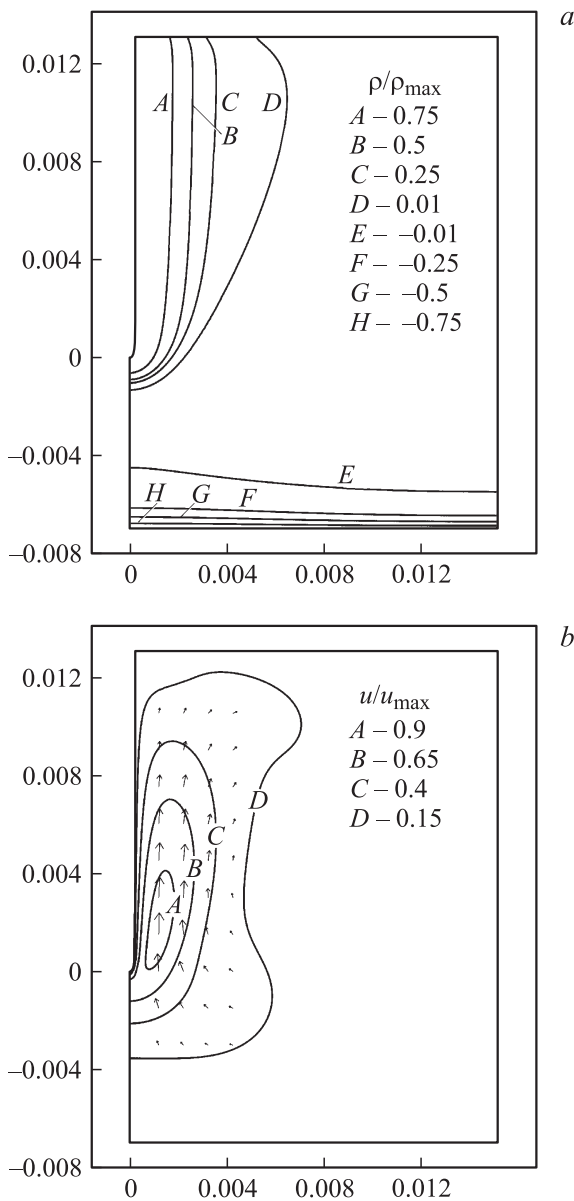 a
0.012
0.008
0.004
0
−0.004
−0.008
A
C
D
B
ρ/ρmax
A – 0.75
B – 0.5
C – 0.25
D – 0.01
E – −0.01
F – −0.25
G – −0.5
H – −0.75
E
H
G
F
0
0.004
0.008
0.012
b
0.012
0.008
0.004
0
−0.004
−0.008
u/umax
A – 0.9
B – 0.65
C – 0.4
D – 0.15
D
C
B
A
0
0.004
0.008
0.012